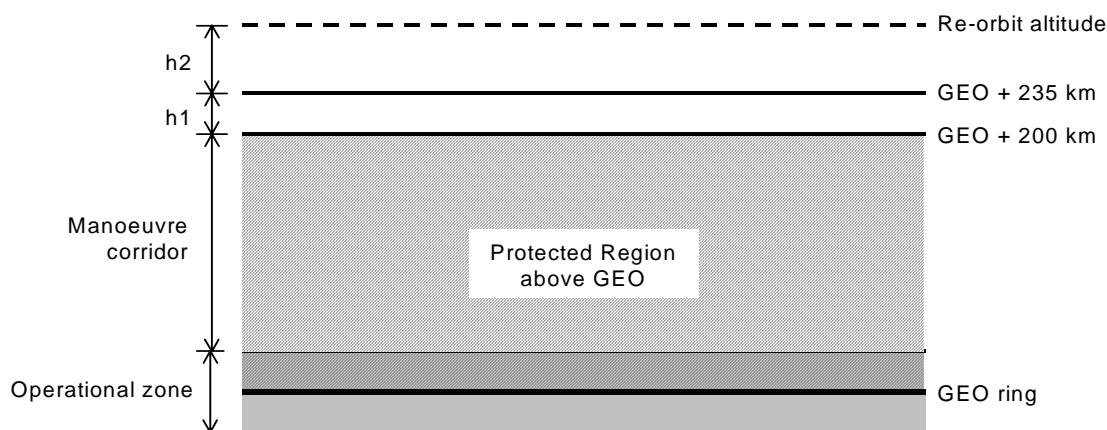 Re-orbit altitude
h2
GEO + 235 km
h1
GEO + 200 km
Manoeuvre
corridor
Protected Region
above GEO
Operational zone
GEO ring